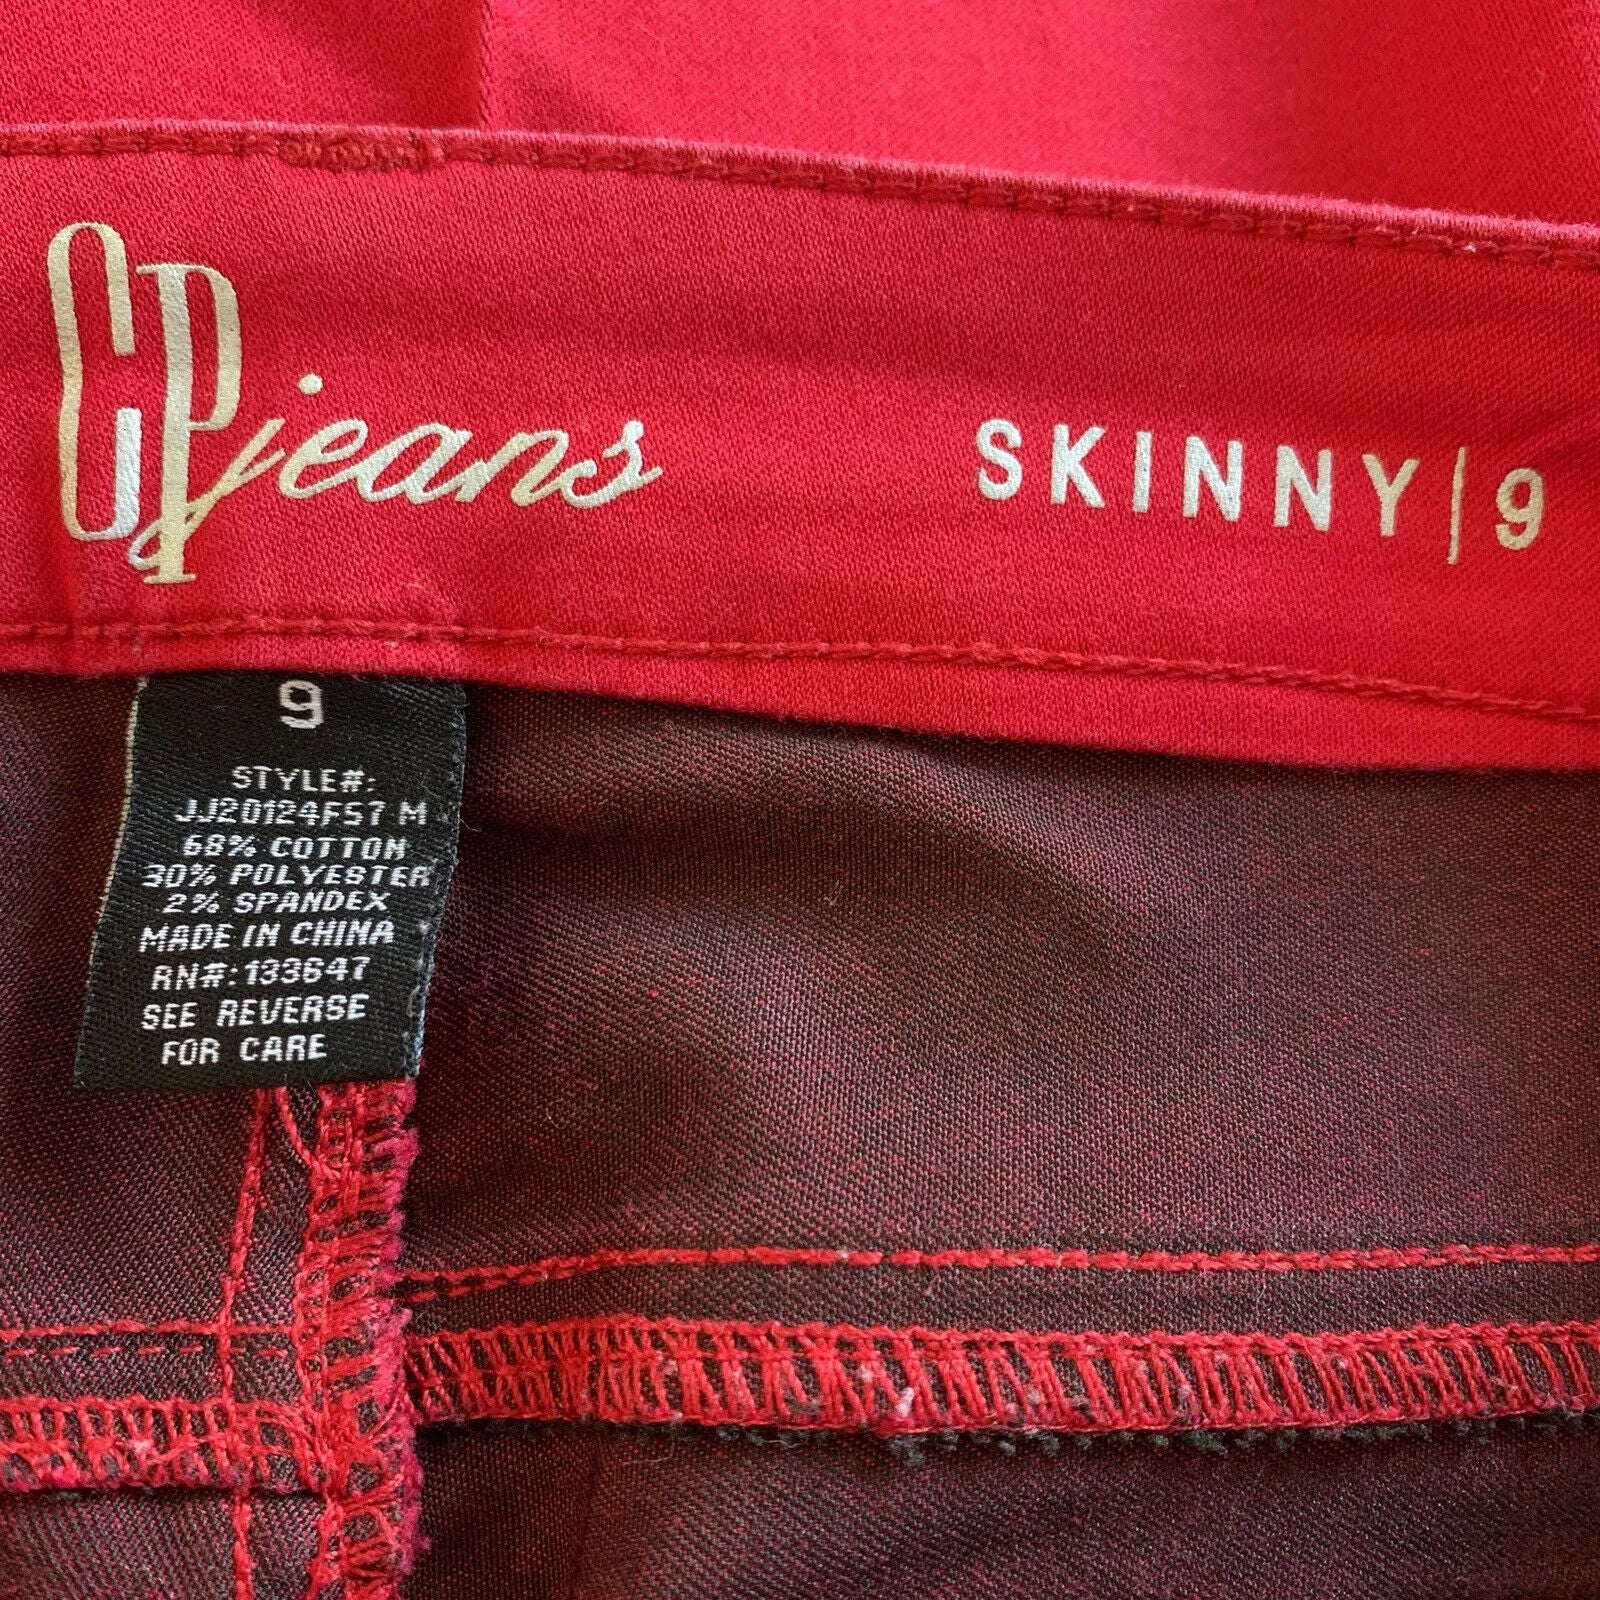 GP jeans
SKINNY|9
9
STYLE#:
JJ20124F57 M
68% COTTON
30% POLYESTER
2% SPANDEX
MADE IN CHINA
RN#: 133647
SEE REVERSE
FOR CARE